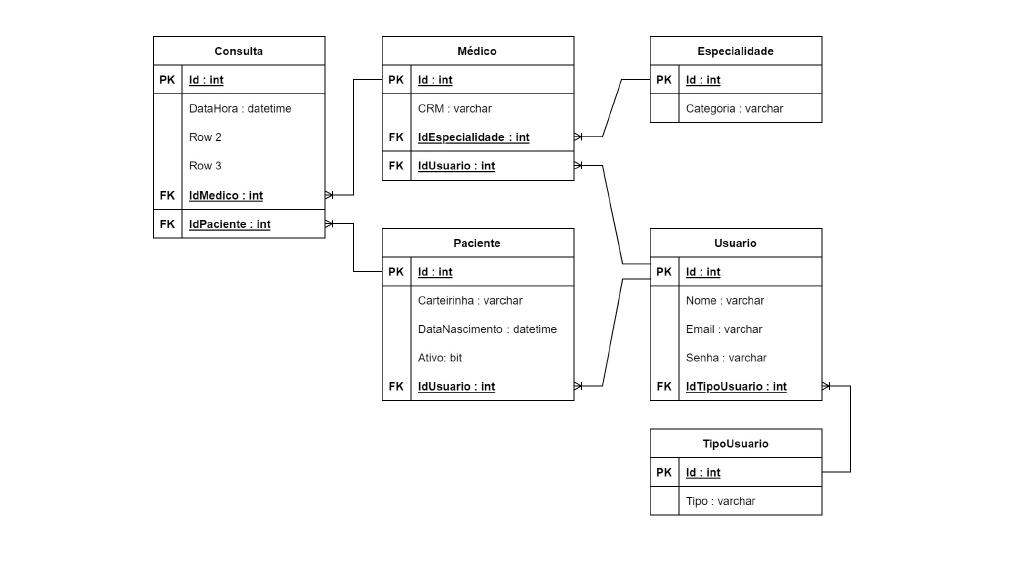 Consulta
PK Id : int
DataHora : datetime
Row 2
Row 3
FK IdMedico : int
FK IdPaciente : int
Médico
PK Id : int
CRM : varchar
FK IdEspecialidade : int
FK IdUsuario : int
Especialidade
PK Id : int
Categoria : varchar
Paciente
PK Id : int
Carteirinha : varchar
DataNascimento : datetime
Ativo: bit
FK IdUsuario : int
Usuario
PK Id : int
Nome : varchar
Email : varchar
Senha : varchar
FK IdTipoUsuario : int
TipoUsuario
PK Id : int
Tipo : varchar